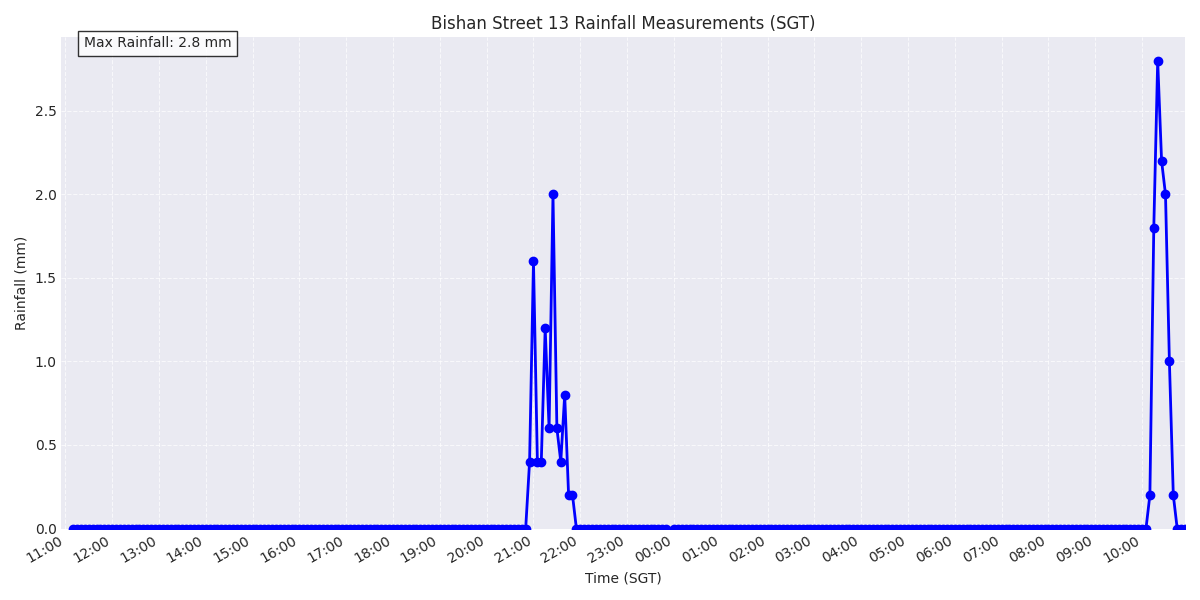 Bishan Street 13 Rainfall Measurements (SGT)
Max Rainfall: 2.8 mm
Rainfall (mm)
2.5
2.0
1.5
1.0
0.5
0.0
11:00 12:00 13:00 14:00 15:00 16:00 17:00 18:00 19:00 20:00 21:00 22:00 23:00 00:00 01:00 02:00 03:00 04:00 05:00 06:00 07:00 08:00 09:00 10:00
Time (SGT)